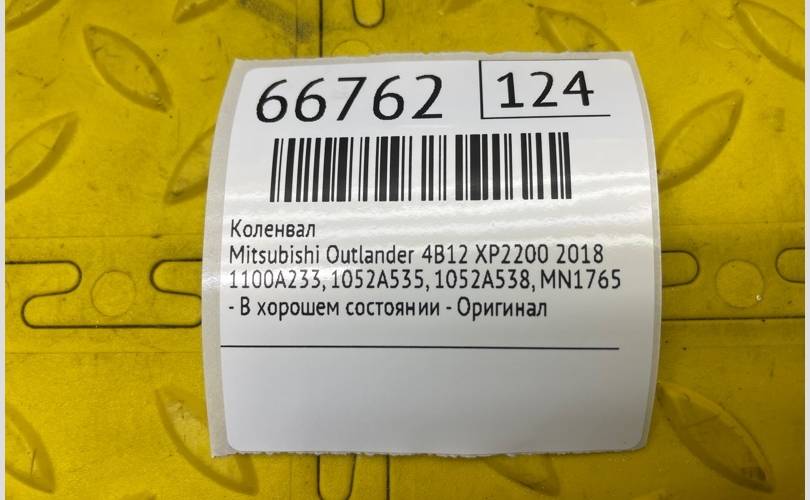 66762 124
Коленвал
Mitsubishi Outlander 4B12 XP2200 2018
1100A233, 1052A535, 1052A538, MN1765
- В хорошем состоянии - Оригинал